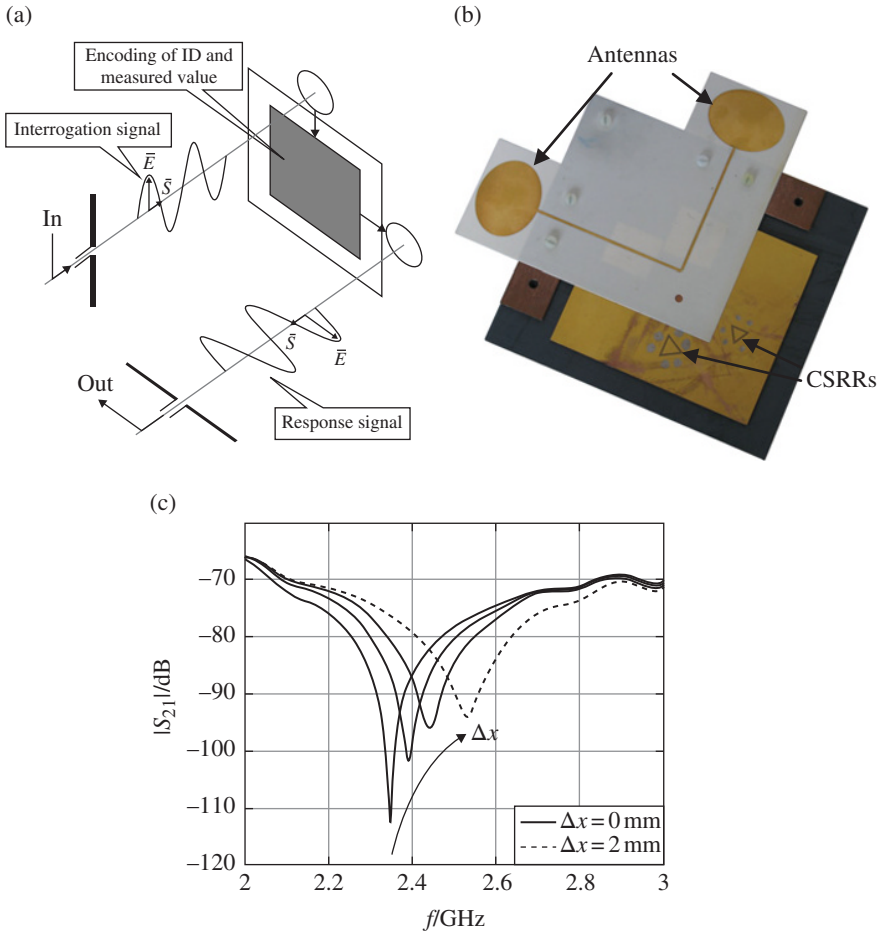 (a)
Encoding of ID and
measured value
Interrogation signal
E̅
S̅
In
S̅
E̅
Out
Response signal
(b)
Antennas
CSRRs
(c)
|S₂₁|/dB
−70
−80
−90
−100
−110
−120
Δx
Δx = 0 mm
Δx = 2 mm
2 2.2 2.4 2.6 2.8 3
f/GHz